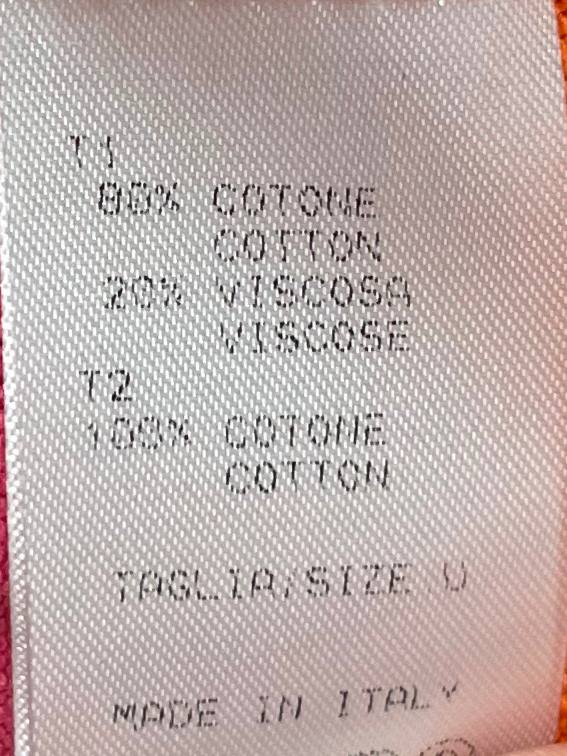 T1
80% COTONE
COTTON
20% VISCOSA
VISCOSE
T2
100% COTONE
COTTON
TAGLIA/SIZE U
MADE IN ITALY